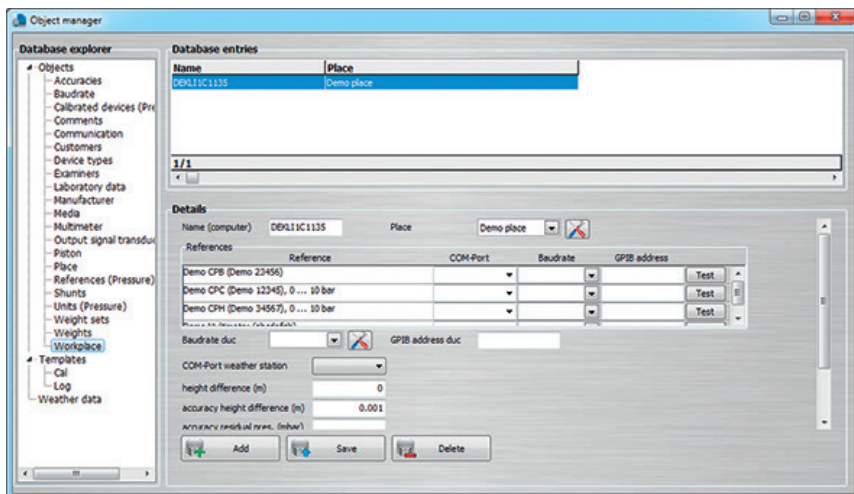 Object manager
Database explorer
Objects
Accuracies
Baudrate
Calibrated devices (Pre
Comments
Communication
Customers
Device types
Examiners
Laboratory data
Manufacturer
Media
Multimeter
Output signal transduc
Piston
Place
References (Pressure)
Shunts
Units (Pressure)
Weight sets
Weights
Workplace
Templates
Cal
Log
Weather data
Database entries
Name Place
DEKLI1C1135 Demo place
1/1
Details
Name (computer) DEKLI1C1135 Place Demo place
References
Reference COM-Port Baudrate GPIB address
Demo CPB (Demo 23456) Test
Demo CPC (Demo 12345), 0 ... 10 bar Test
Demo CPH (Demo 34567), 0 ... 10 bar Test
Baudrate duc GPIB address duc
COM-Port weather station
height difference (m) 0
accuracy height difference (m) 0.001
accuracy residual pres. (mbar)
Add Save Delete